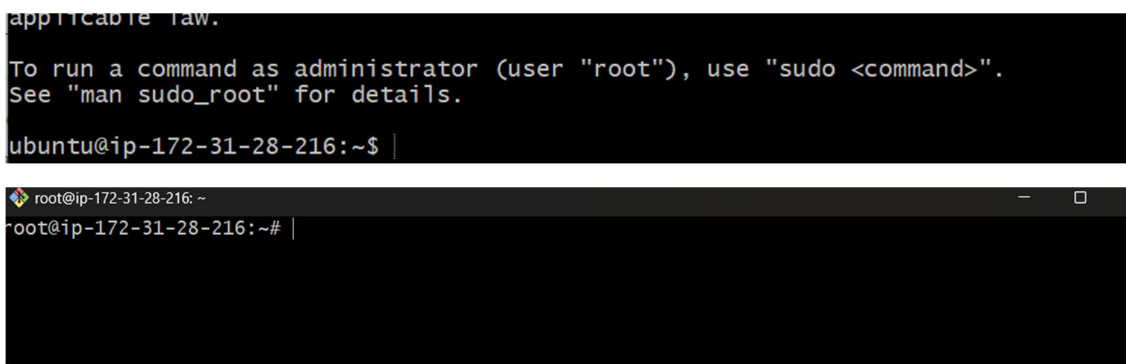 applicable law.
To run a command as administrator (user "root"), use "sudo <command>".
See "man sudo_root" for details.
ubuntu@ip-172-31-28-216:~$
root@ip-172-31-28-216: ~
root@ip-172-31-28-216:~#